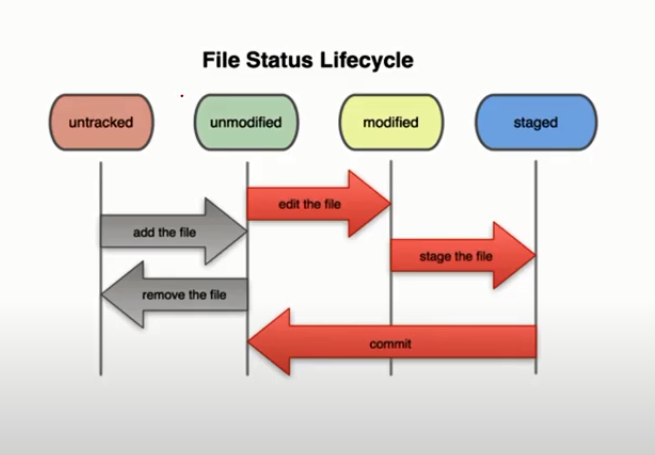 File Status Lifecycle
untracked
unmodified
modified
staged
edit the file
add the file
stage the file
remove the file
commit